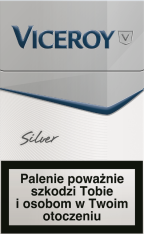 VICEROY
Silver
Palenie poważnie
szkodzi Tobie
i osobom w Twoim
otoczeniu